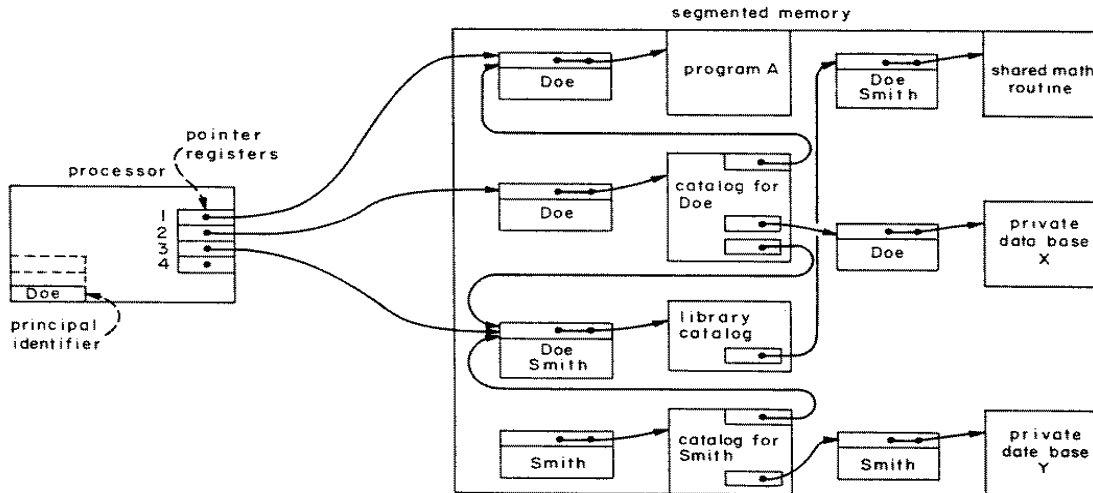 segmented memory
program A
Doe
Doe
Smith
shared math
routine
pointer
registers
processor
1
2
3
4
Doe
principal
identifier
catalog for
Doe
Doe
Doe
private
data base
X
library
catalog
Doe
Smith
catalog for
Smith
Smith
Smith
private
date base
Y